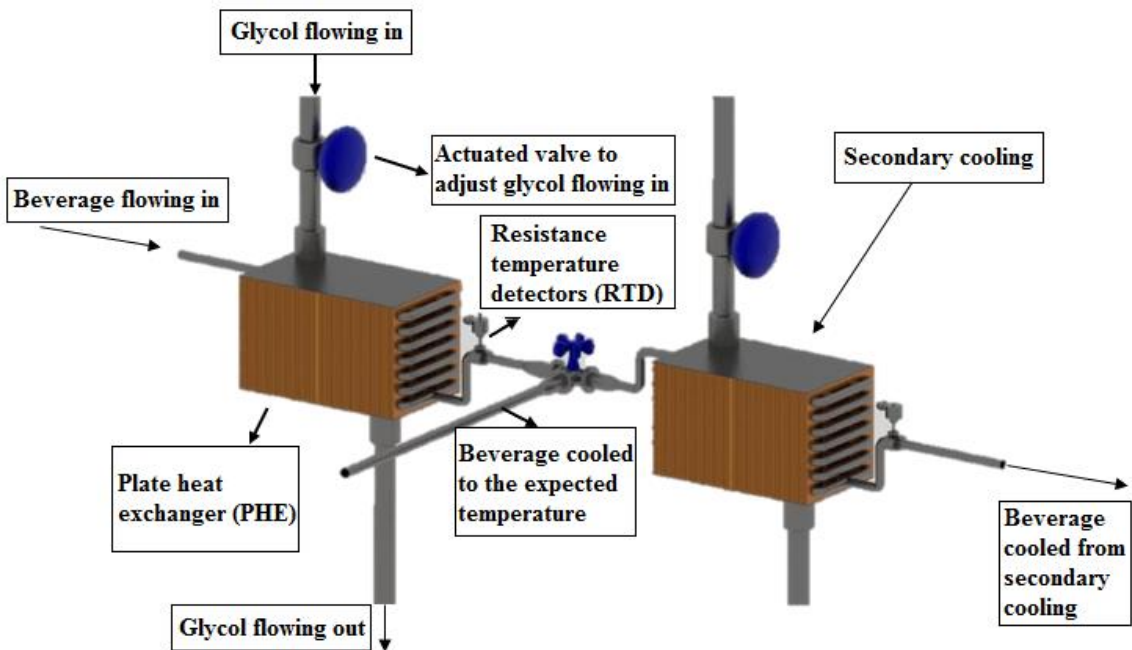 Glycol flowing in
Actuated valve to
adjust glycol flowing in
Secondary cooling
Beverage flowing in
Resistance
temperature
detectors (RTD)
Plate heat
exchanger (PHE)
Beverage cooled
to the expected
temperature
Beverage
cooled from
secondary
cooling
Glycol flowing out